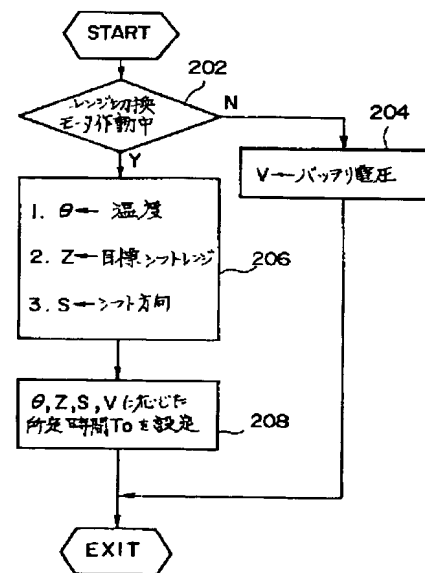 START
202
レンジ切換
モータ作動中
N
204
Y
V←バッテリ電圧
1. θ← 温度
2. Z←目標シフトレンジ
3. S←シフト方向
206
θ,Z,S,Vに応じた
所定時間Toを設定
208
EXIT